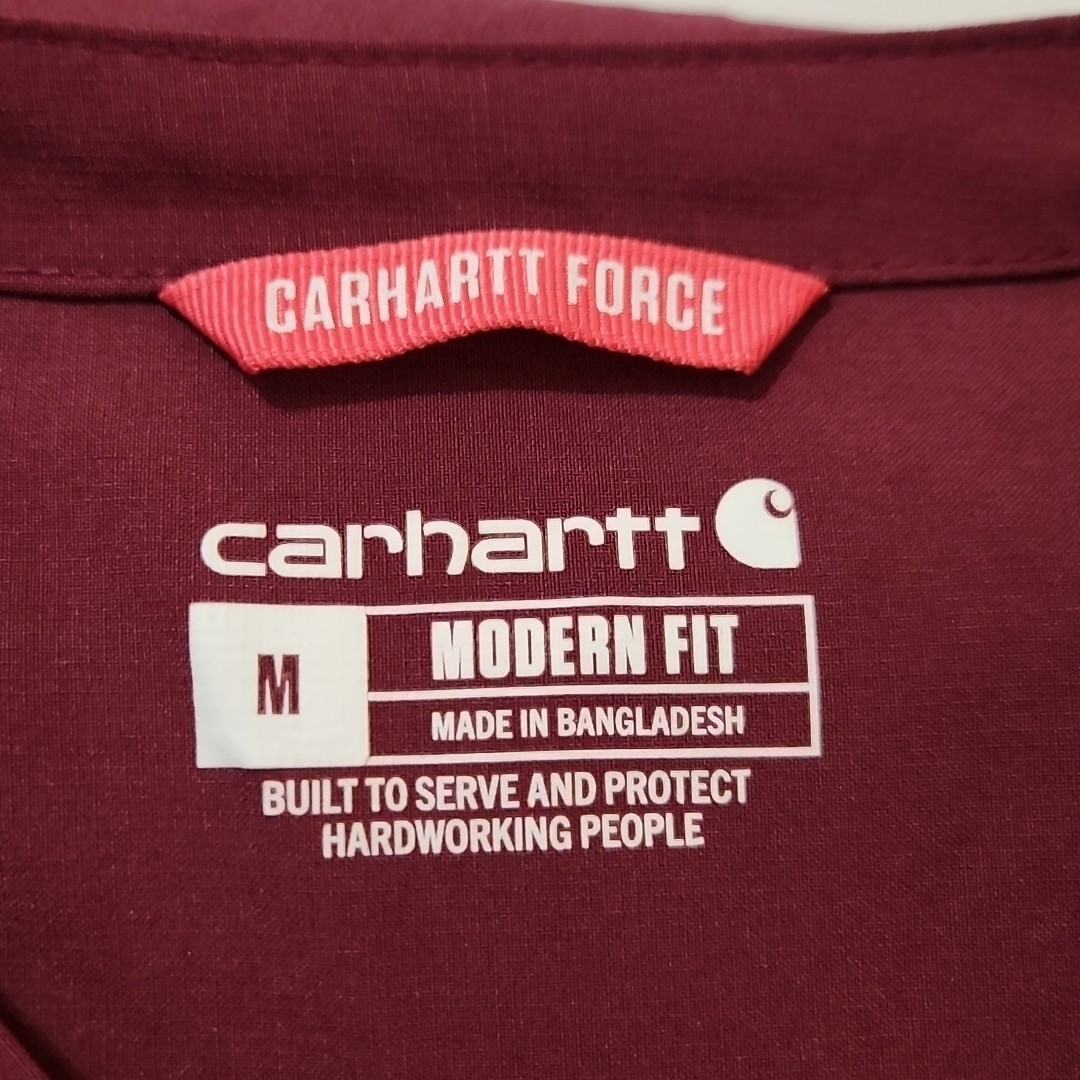 CARHARTT FORCE
carhartt
M
MODERN FIT
MADE IN BANGLADESH
BUILT TO SERVE AND PROTECT
HARDWORKING PEOPLE